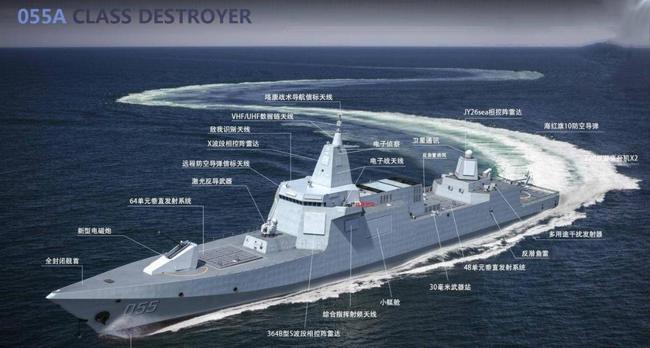 055A CLASS DESTROYER
塔康战术导航信标天线
VHF/UHF数据链天线
敌我识别天线
X波段相控阵雷达
远程防空导弹信标天线
激光反导武器
64单元垂直发射系统
新型电磁炮
全封闭舰首
电子侦察
电子战天线
卫星通讯
JY26sea相控阵雷达
海红旗10防空导弹
X2
多用途干扰发射器
反潜鱼雷
48单元垂直发射系统
30毫米武器站
小艇舱
综合指挥射频天线
364B型S波段相控阵雷达
055